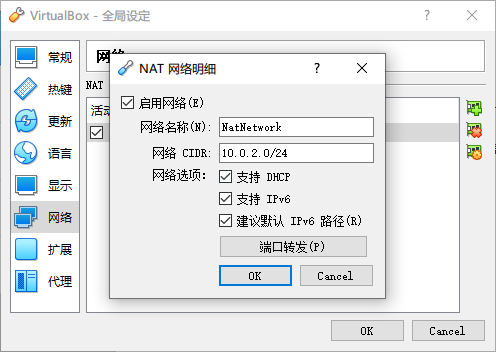 VirtualBox - 全局设定
常规
热键
更新
语言
显示
网络
扩展
代理
NAT
活动
NAT 网络明细
启用网络(E)
网络名称(N): NatNetwork
网络 CIDR: 10.0.2.0/24
网络选项: 支持 DHCP
支持 IPv6
建议默认 IPv6 路径(R)
端口转发(P)
OK Cancel
OK Cancel